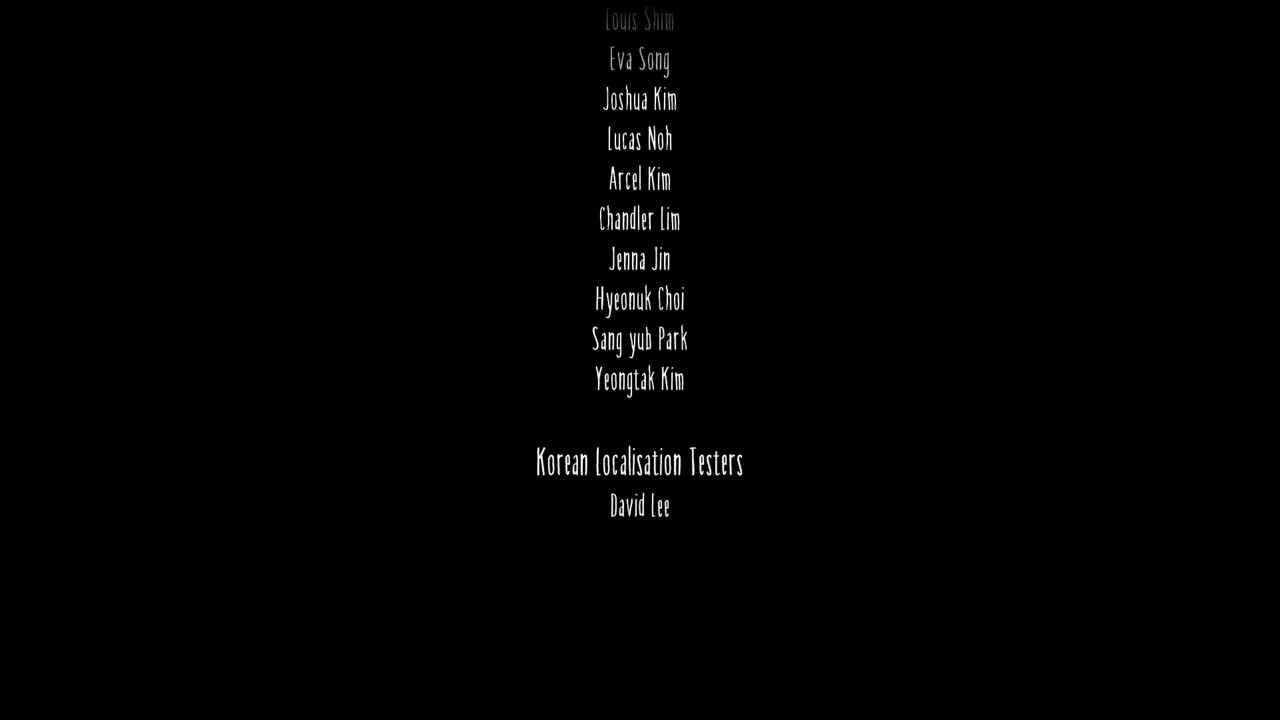 Louis Shim
Eva Song
Joshua Kim
Lucas Noh
Arcel Kim
Chandler Lim
Jenna Jin
Hyeonuk Choi
Sang yub Park
Yeongtak Kim
Korean Localisation Testers
David Lee